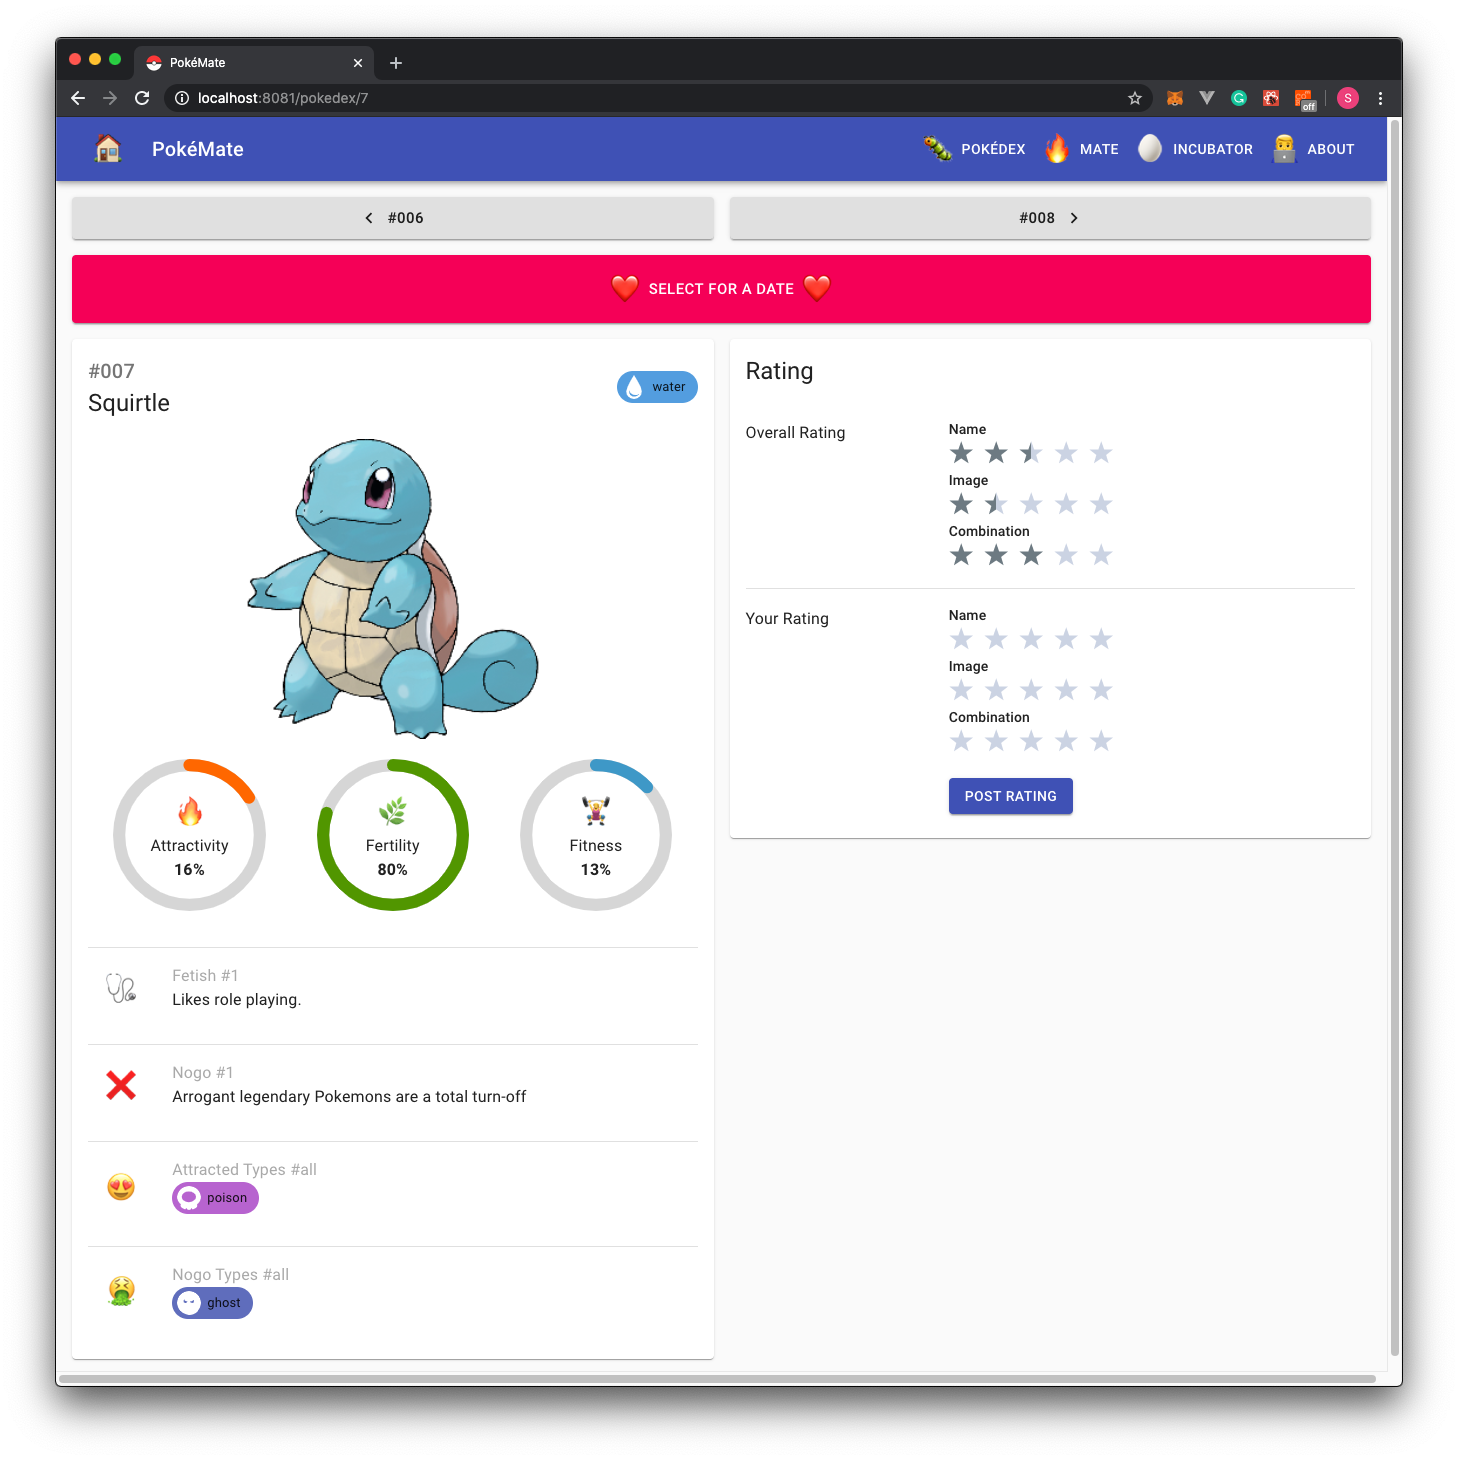 PokéMate
localhost:8081/pokedex/7
off
S
PokéMate
POKÉDEX
MATE
INCUBATOR
ABOUT
#006
#008
SELECT FOR A DATE
#007
Squirtle
water
Attractivity
16%
Fertility
80%
Fitness
13%
Fetish #1
Likes role playing.
Nogo #1
Arrogant legendary Pokemons are a total turn-off
Attracted Types #all
poison
Nogo Types #all
ghost
Rating
Overall Rating
Name
Image
Combination
Your Rating
Name
Image
Combination
POST RATING